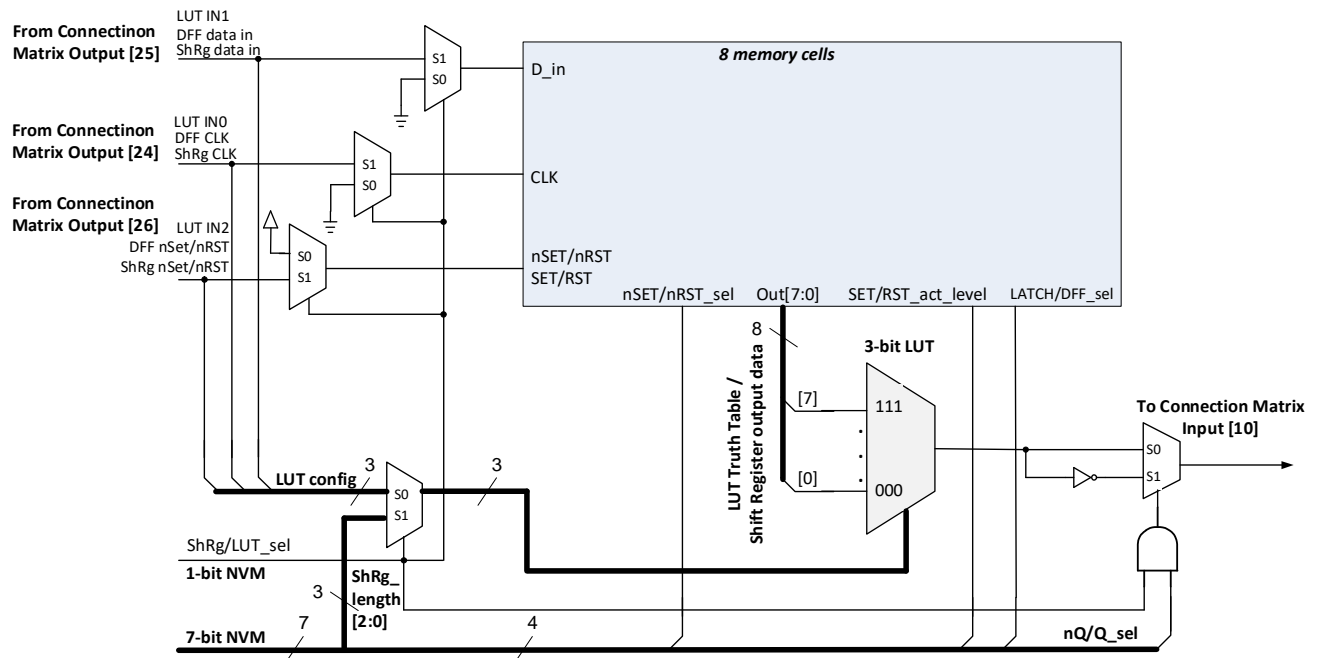 LUT IN1
From Connectinon
Matrix Output [25]
DFF data in
ShRg data in
S1
S0
8 memory cells
D_in
From Connectinon
Matrix Output [24]
LUT IN0
DFF CLK
ShRg CLK
S1
S0
CLK
From Connectinon
Matrix Output [26]
LUT IN2
DFF nSet/nRST
ShRg nSet/nRST
S0
S1
nSET/nRST
SET/RST
nSET/nRST_sel
Out[7:0]
SET/RST_act_level
LATCH/DFF_sel
8
LUT Truth Table /
Shift Register output data
3-bit LUT
[7]
111
[0]
000
To Connection Matrix
Input [10]
S0
S1
LUT config
3
3
S0
S1
ShRg/LUT_sel
1-bit NVM
3
ShRg_
length
[2:0]
7-bit NVM
7
4
nQ/Q_sel